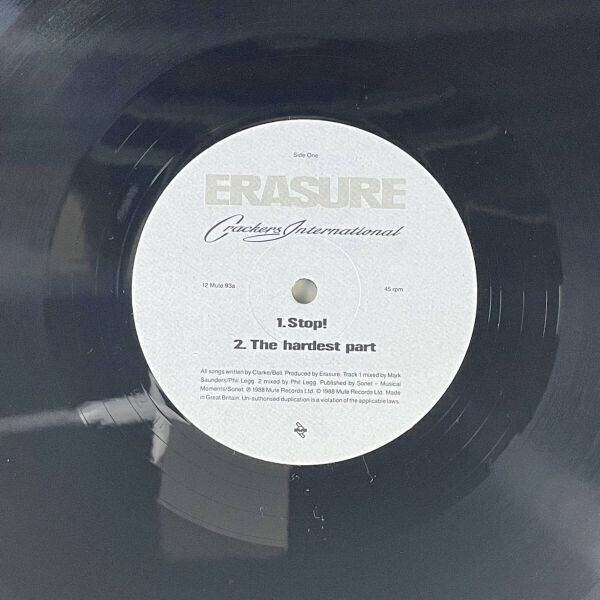 Side One
ERASURE
Crackers International
12 Mute 93a 45 rpm
1. Stop!
2. The hardest part
All songs written by Clarke/Bell. Produced by Erasure. Track 1 mixed by Mark
Saunders/Phil Legg. 2 mixed by Phil Legg. Published by Sonet – Musical
Moments/Sonet. ℗ 1988 Mute Records Ltd. © 1988 Mute Records Ltd. Made
in Great Britain. Un-authorised duplication is a violation of the applicable laws.